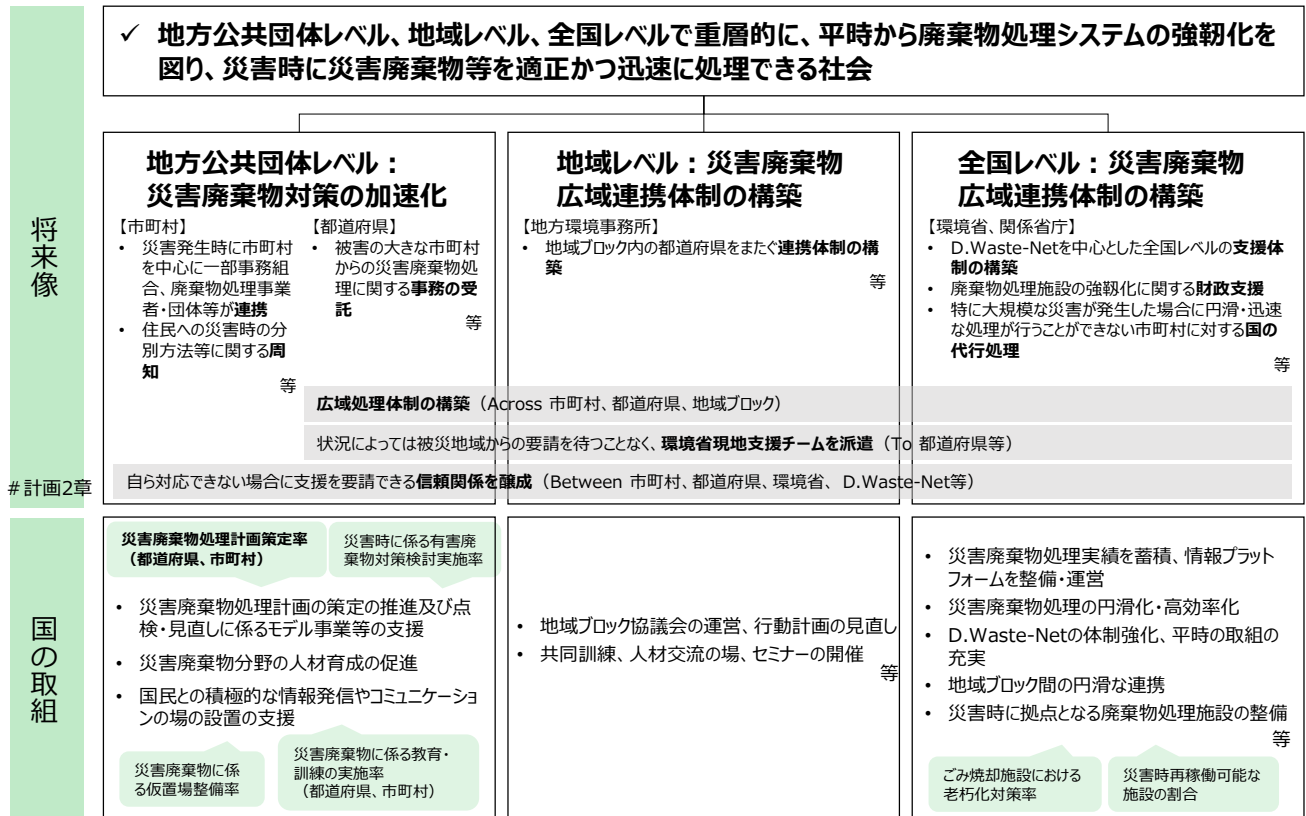 ✓ 地方公共団体レベル、地域レベル、全国レベルで重層的に、平時から廃棄物処理システムの強靭化を
図り、災害時に災害廃棄物等を適正かつ迅速に処理できる社会
将来像
地方公共団体レベル：
災害廃棄物対策の加速化
【市町村】
• 災害発生時に市町村
を中心に一部事務組
合、廃棄物処理事業
者・団体等が連携
• 住民への災害時の分
別方法等に関する周
知
等
【都道府県】
• 被害の大きな市町村
からの災害廃棄物処
理に関する事務の受
託
等
地域レベル：災害廃棄物
広域連携体制の構築
【地方環境事務所】
• 地域ブロック内の都道府県をまたぐ連携体制の構
築
等
全国レベル：災害廃棄物
広域連携体制の構築
【環境省、関係省庁】
• D.Waste-Netを中心とした全国レベルの支援体
制の構築
• 廃棄物処理施設の強靱化に関する財政支援
• 特に大規模な災害が発生した場合に円滑・迅速
な処理が行うことができない市町村に対する国の
代行処理
等
広域処理体制の構築（Across 市町村、都道府県、地域ブロック）
状況によっては被災地域からの要請を待つことなく、環境省現地支援チームを派遣（To 都道府県等）
自ら対応できない場合に支援を要請できる信頼関係を醸成（Between 市町村、都道府県、環境省、 D.Waste-Net等）
#計画2章
国の取組
災害廃棄物処理計画策定率
（都道府県、市町村）
災害時に係る有害廃
棄物対策検討実施率
• 災害廃棄物処理計画の策定の推進及び点
検・見直しに係るモデル事業等の支援
• 災害廃棄物分野の人材育成の促進
• 国民との積極的な情報発信やコミュニケーショ
ンの場の設置の支援
災害廃棄物に係
る仮置場整備率
災害廃棄物に係る教育・
訓練の実施率
（都道府県、市町村）
• 地域ブロック協議会の運営、行動計画の見直し
• 共同訓練、人材交流の場、セミナーの開催
等
• 災害廃棄物処理実績を蓄積、情報プラット
フォームを整備・運営
• 災害廃棄物処理の円滑化・高効率化
• D.Waste-Netの体制強化、平時の取組の
充実
• 地域ブロック間の円滑な連携
• 災害時に拠点となる廃棄物処理施設の整備
等
ごみ焼却施設における
老朽化対策率
災害時再稼働可能な
施設の割合